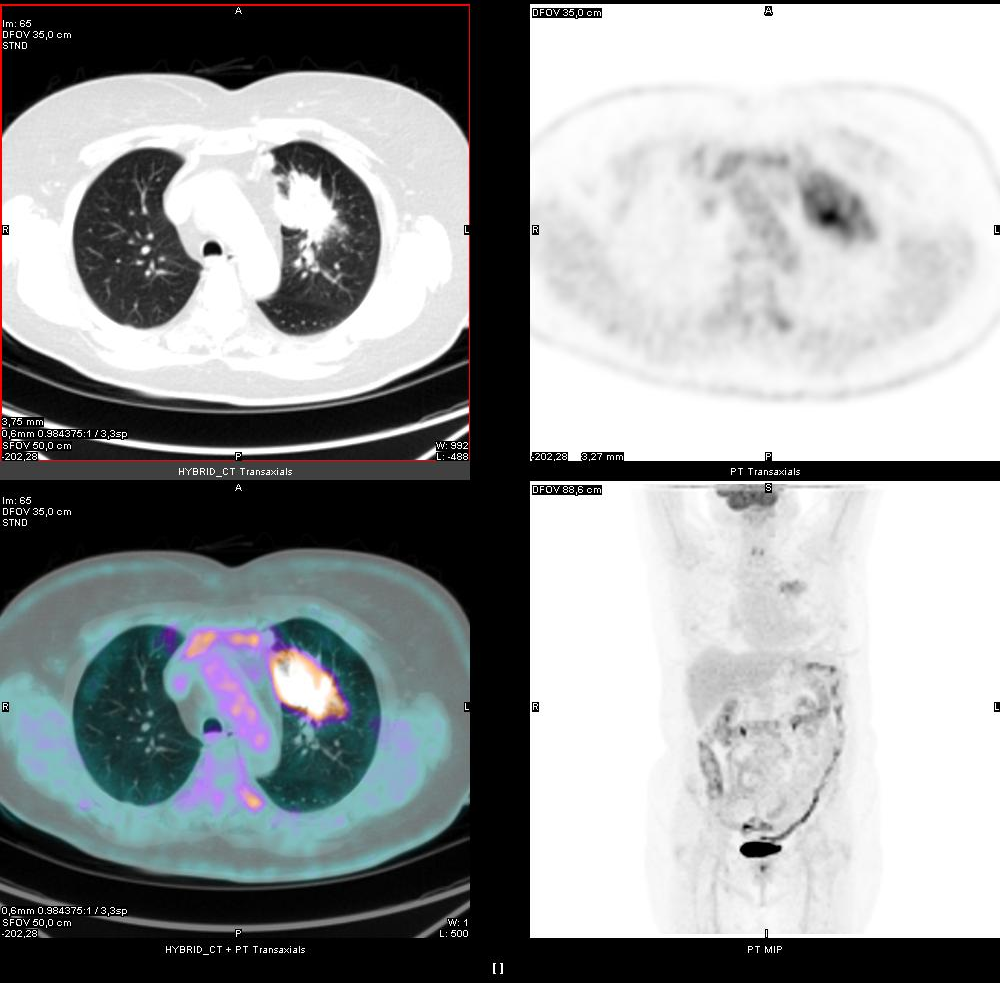 A
Im: 65
DFOV 35,0 cm
STND
R
L
3,75 mm
0,6mm 0.984375:1 / 3,3sp
SFOV 50,0 cm
-202,28
P
W: 992
L: -488
HYBRID_CT Transaxials
DFOV 35,0 cm
A
R
L
-202,28 3,27 mm
P
PT Transaxials
A
Im: 65
DFOV 35,0 cm
STND
R
L
0,6mm 0.984375:1 / 3,3sp
SFOV 50,0 cm
-202,28
P
W: 1
L: 500
HYBRID_CT + PT Transaxials
DFOV 88,6 cm
S
R
L
I
PT MIP
[ ]